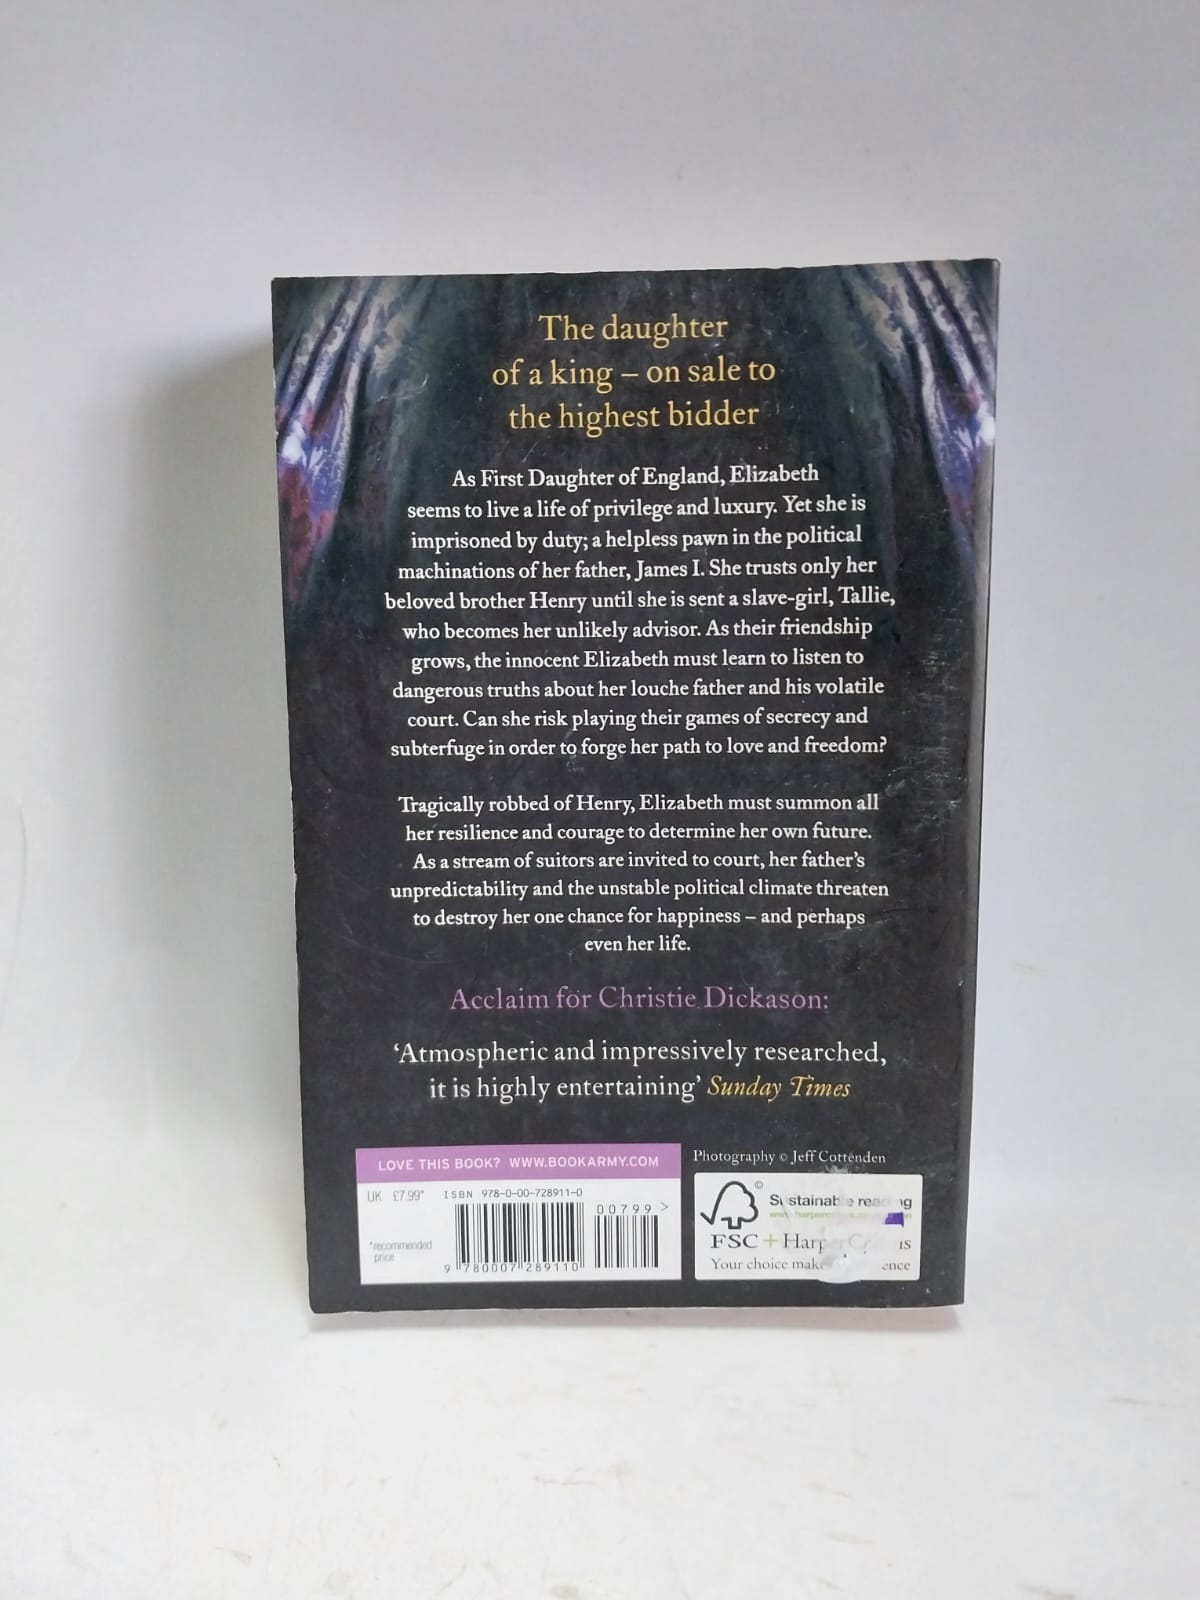 The daughter
of a king – on sale to
the highest bidder
As First Daughter of England, Elizabeth
seems to live a life of privilege and luxury. Yet she is
imprisoned by duty; a helpless pawn in the political
machinations of her father, James I. She trusts only her
beloved brother Henry until she is sent a slave-girl, Tallie,
who becomes her unlikely advisor. As their friendship
grows, the innocent Elizabeth must learn to listen to
dangerous truths about her louche father and his volatile
court. Can she risk playing their games of secrecy and
subterfuge in order to forge her path to love and freedom?
Tragically robbed of Henry, Elizabeth must summon all
her resilience and courage to determine her own future.
As a stream of suitors are invited to court, her father's
unpredictability and the unstable political climate threaten
to destroy her one chance for happiness – and perhaps
even her life.
Acclaim for Christie Dickason:
‘Atmospheric and impressively researched,
it is highly entertaining’ Sunday Times
LOVE THIS BOOK? WWW.BOOKARMY.COM
Photography © Jeff Cottenden
UK £7.99*
ISBN 978-0-00-728911-0
00799 >
*recommended
price
9 780007 289110
©
Sustainable reading
FSC + Harper
Your choice